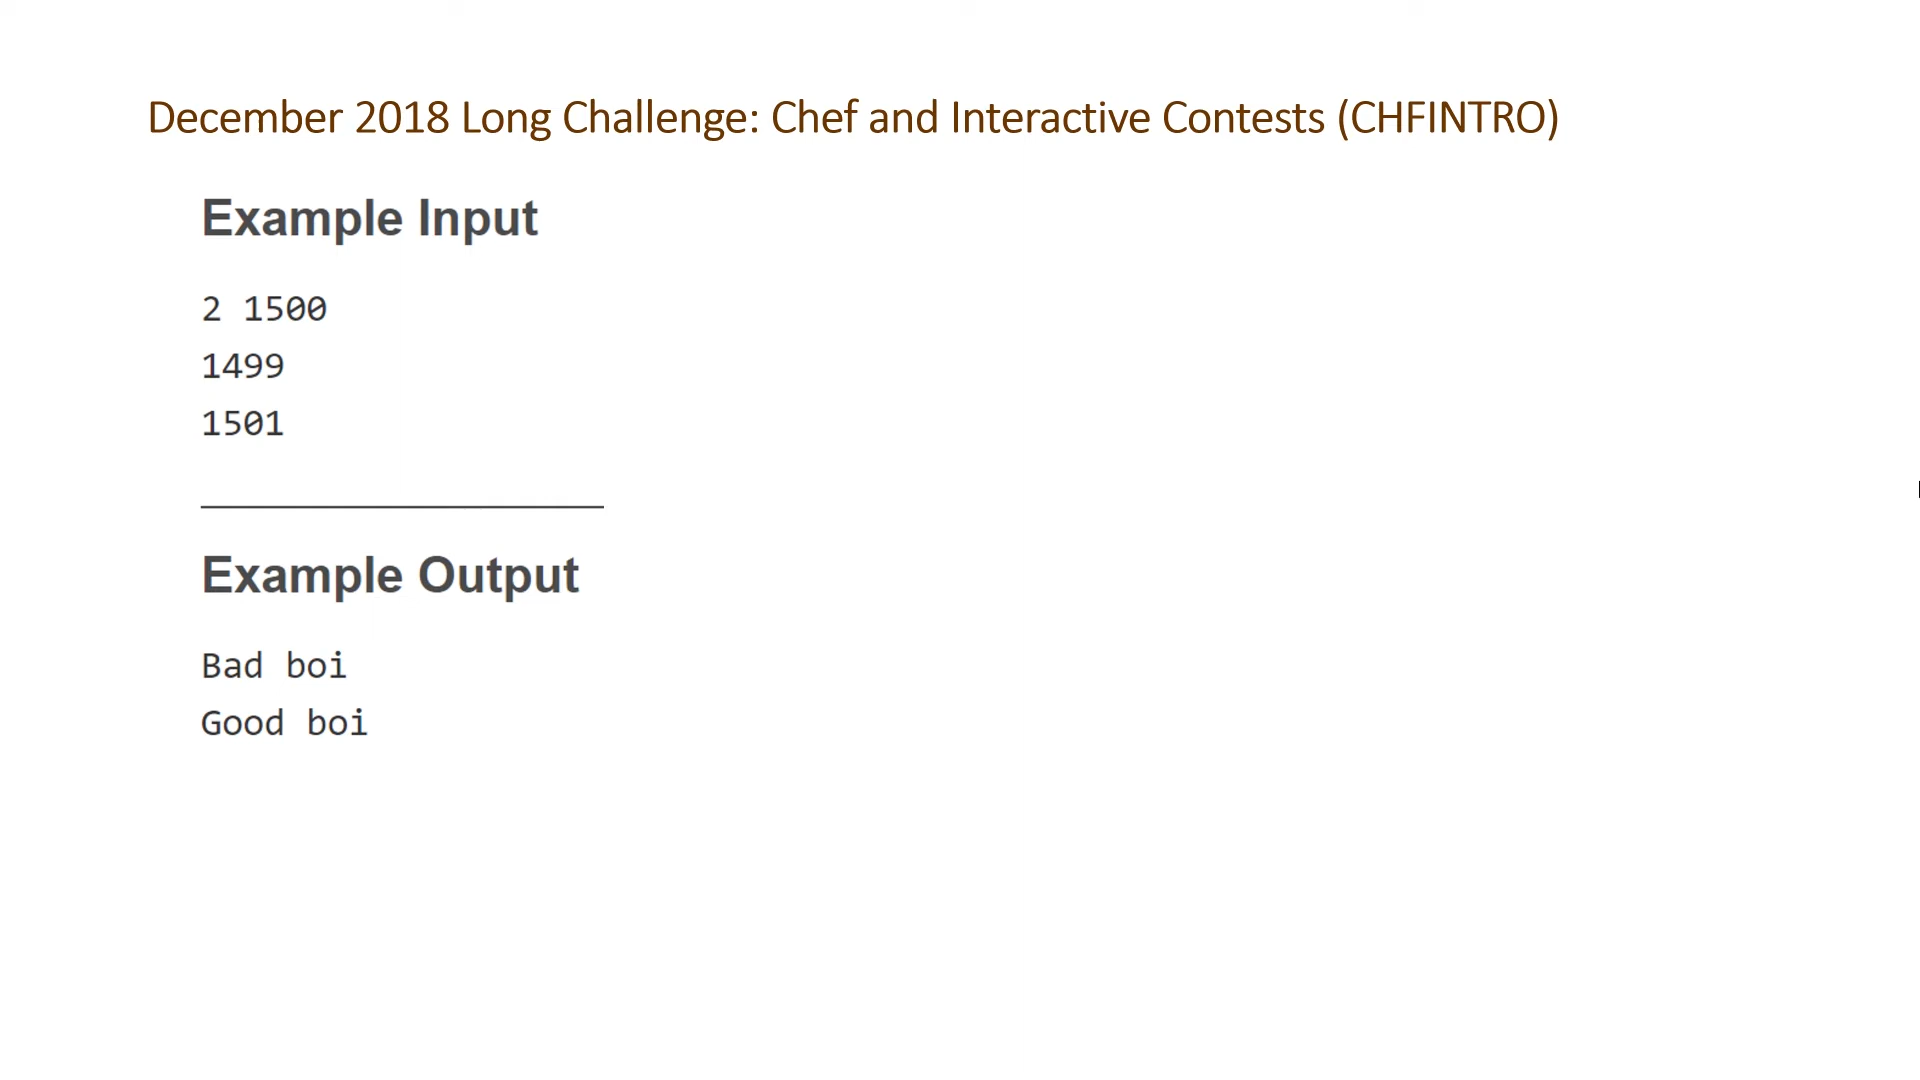 December 2018 Long Challenge: Chef and Interactive Contests (CHFINTRO)
Example Input
2 1500
1499
1501
Example Output
Bad boi
Good boi